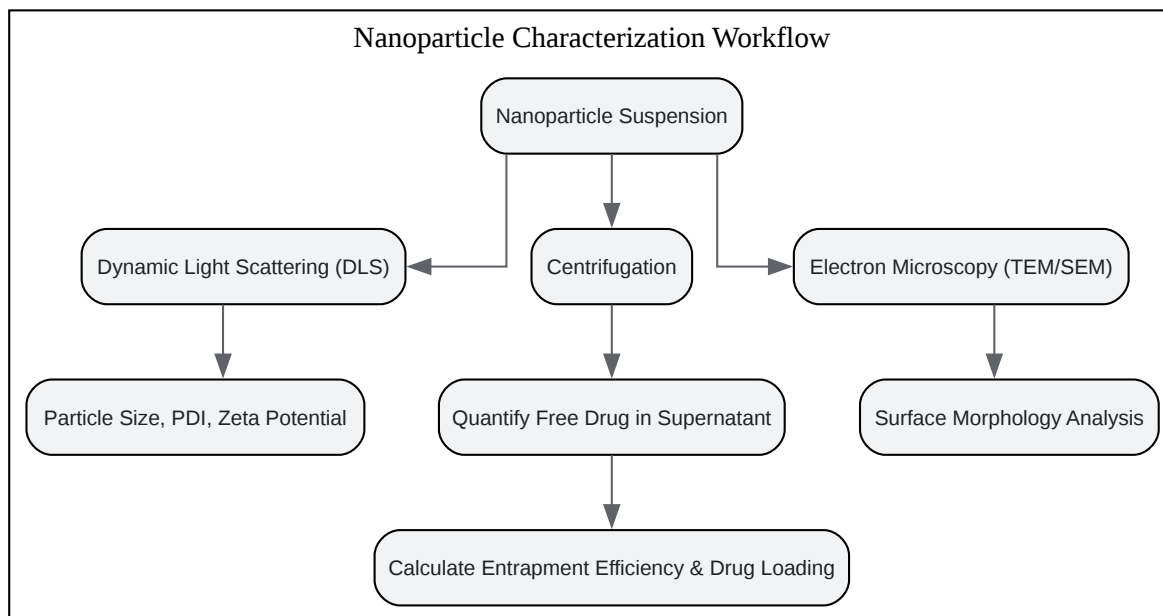 Nanoparticle Characterization Workflow
Nanoparticle Suspension
Dynamic Light Scattering (DLS)
Centrifugation
Electron Microscopy (TEM/SEM)
Particle Size, PDI, Zeta Potential
Quantify Free Drug in Supernatant
Surface Morphology Analysis
Calculate Entrapment Efficiency & Drug Loading